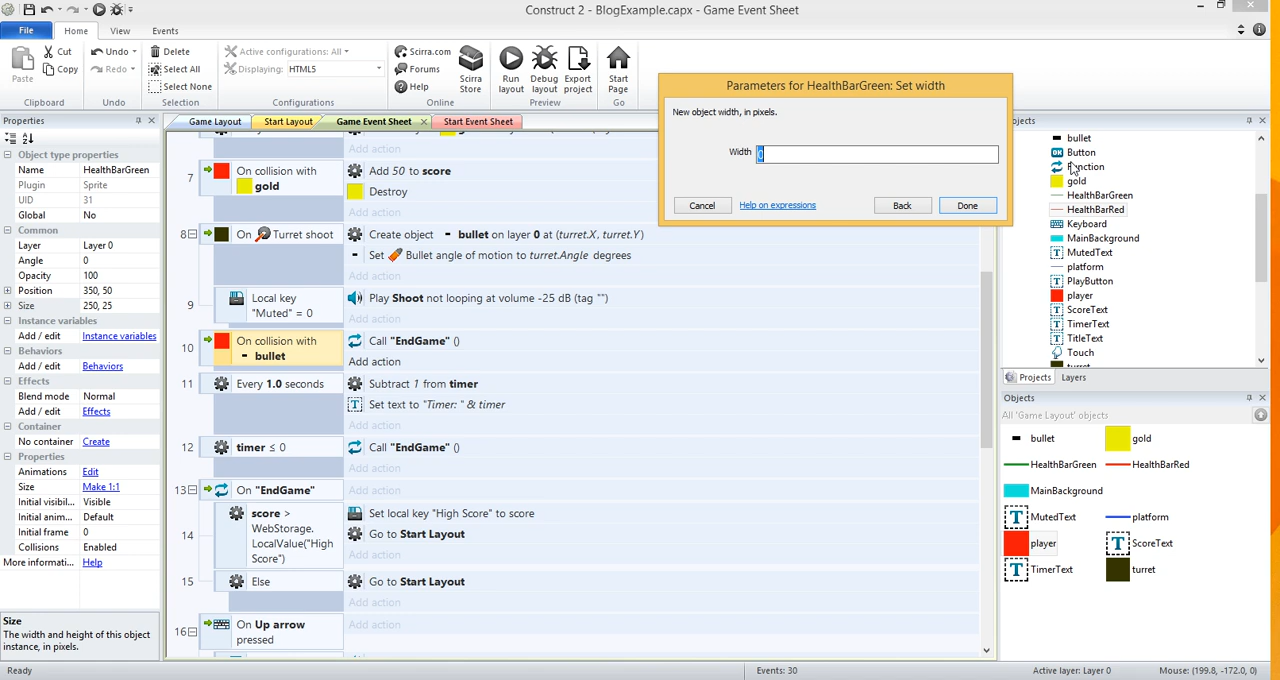 Construct 2 - BlogExample.capx - Game Event Sheet
File Home View Events
Cut
Copy
Paste
Clipboard
Undo
Redo
Undo
Delete
Select All
Select None
Selection
Active configurations: All
Displaying: HTML5
Configurations
Scirra.com
Forums
Help
Scirra Store
Online
Run layout
Debug layout
Export project
Preview
Start Page
Go
Properties
Object type properties
Name HealthBarGreen
Plugin Sprite
UID 31
Global No
Common
Layer Layer 0
Angle 0
Opacity 100
Position 350, 50
Size 250, 25
Instance variables
Add / edit Instance variables
Behaviors
Add / edit Behaviors
Effects
Blend mode Normal
Add / edit Effects
Container
No container Create
Properties
Animations Edit
Size Make 1:1
Initial visibil... Visible
Initial anim... Default
Initial frame 0
Collisions Enabled
More informati... Help
Size
The width and height of this object
instance, in pixels.
Game Layout Start Layout Game Event Sheet Start Event Sheet
Add action
7 On collision with gold
Add 50 to score
Destroy
Add action
8 On Turret shoot
Create object bullet on layer 0 at (turret.X, turret.Y)
Set Bullet angle of motion to turret.Angle degrees
Add action
9 Local key "Muted" = 0
Play Shoot not looping at volume -25 dB (tag "")
Add action
10 On collision with bullet
Call "EndGame" ()
Add action
11 Every 1.0 seconds
Subtract 1 from timer
Set text to "Timer: " & timer
Add action
12 timer ≤ 0
Call "EndGame" ()
Add action
13 On "EndGame"
Add action
14 score >
WebStorage.
LocalValue("High
Score")
Set local key "High Score" to score
Go to Start Layout
Add action
15 Else
Go to Start Layout
Add action
16 On Up arrow pressed
Add action
Parameters for HealthBarGreen: Set width
New object width, in pixels.
Width 0
Cancel Help on expressions Back Done
bullet
Button
Function
gold
HealthBarGreen
HealthBarRed
Keyboard
MainBackground
MutedText
platform
PlayButton
player
ScoreText
TimerText
TitleText
Touch
Projects Layers
Objects
All 'Game Layout' objects
bullet gold
HealthBarGreen HealthBarRed
MainBackground
MutedText platform
player ScoreText
TimerText turret
Ready Events: 30 Active layer: Layer 0 Mouse: (199.8, -172.0, 0)